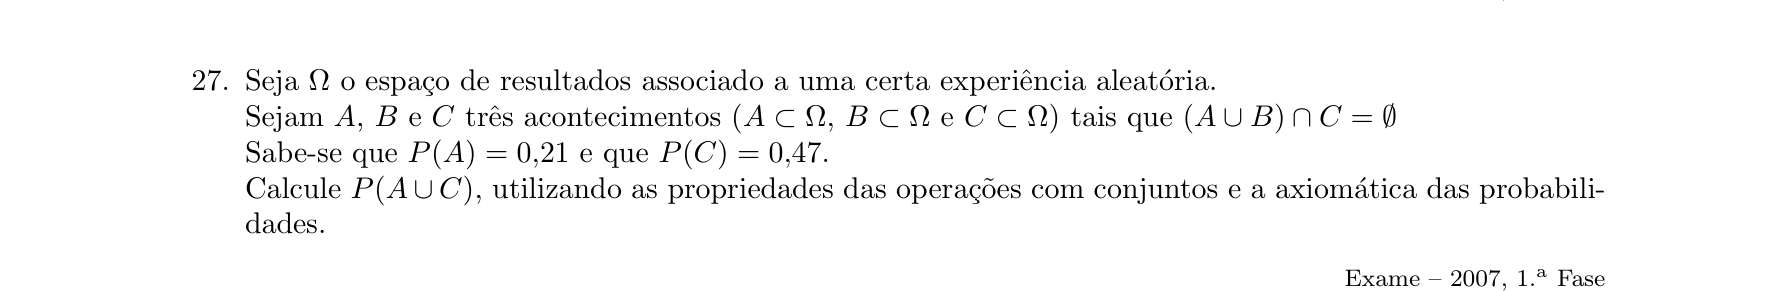 27. Seja Ω o espaço de resultados associado a uma certa experiência aleatória.
Sejam A, B e C três acontecimentos (A ⊂ Ω, B ⊂ Ω e C ⊂ Ω) tais que (A ∪ B) ∩ C = ∅
Sabe-se que P(A) = 0,21 e que P(C) = 0,47.
Calcule P(A ∪ C), utilizando as propriedades das operações com conjuntos e a axiomática das probabili-
dades.
Exame – 2007, 1.ª Fase